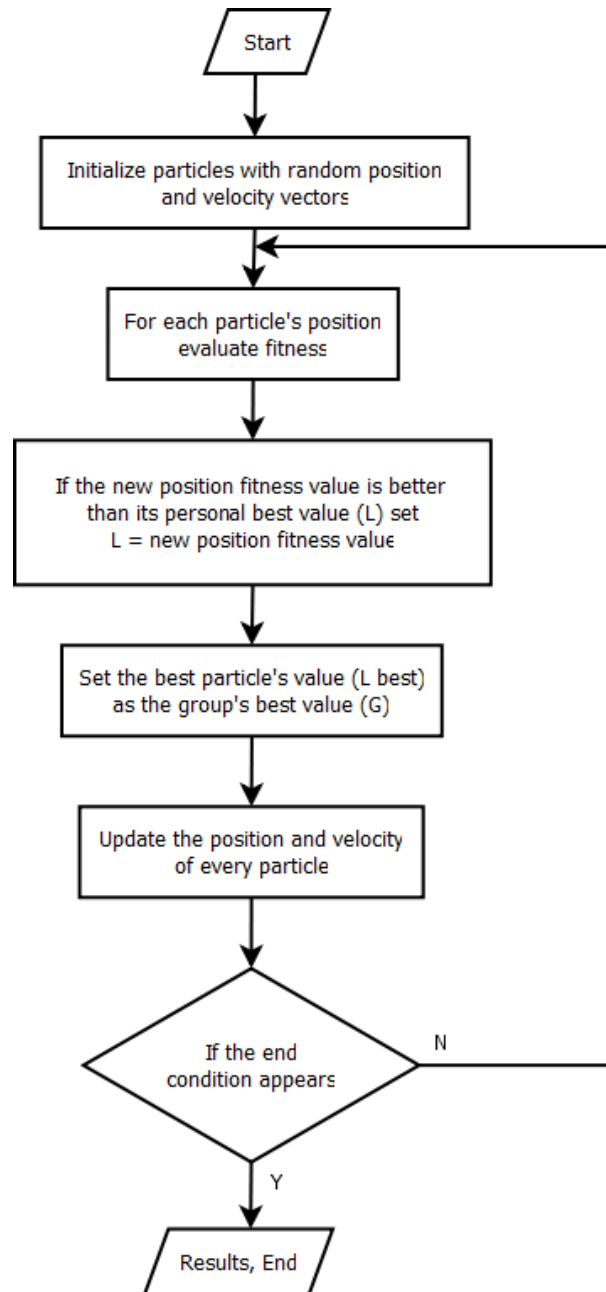 Start
Initialize particles with random position
and velocity vectors
For each particle's position
evaluate fitness
If the new position fitness value is better
than its personal best value (L) set
L = new position fitness value
Set the best particle's value (L best)
as the group's best value (G)
Update the position and velocity
of every particle
If the end
condition appears
N
Y
Results, End